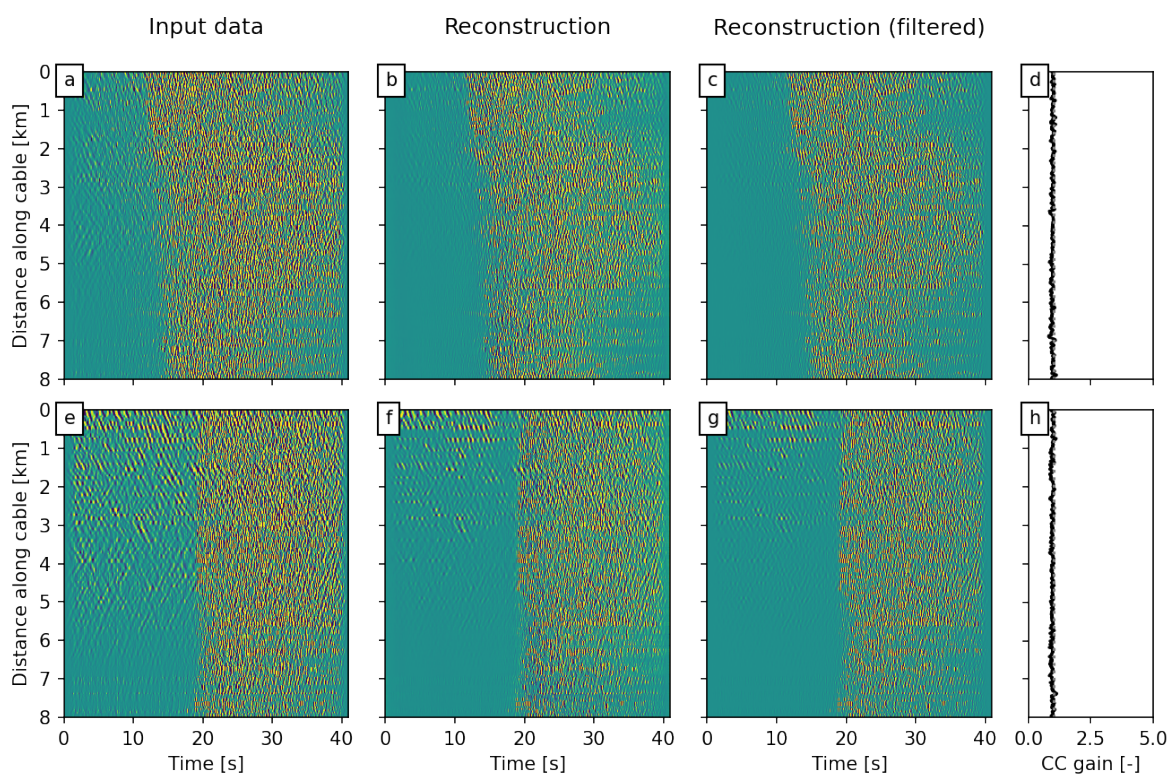 Input data
Reconstruction
Reconstruction (filtered)
a
b
c
d
0
1
2
3
4
5
6
7
8
Distance along cable [km]
e
f
g
h
0
1
2
3
4
5
6
7
8
Distance along cable [km]
0 10 20 30 40
0 10 20 30 40
0 10 20 30 40
0.0 2.5 5.0
Time [s]
Time [s]
Time [s]
CC gain [-]